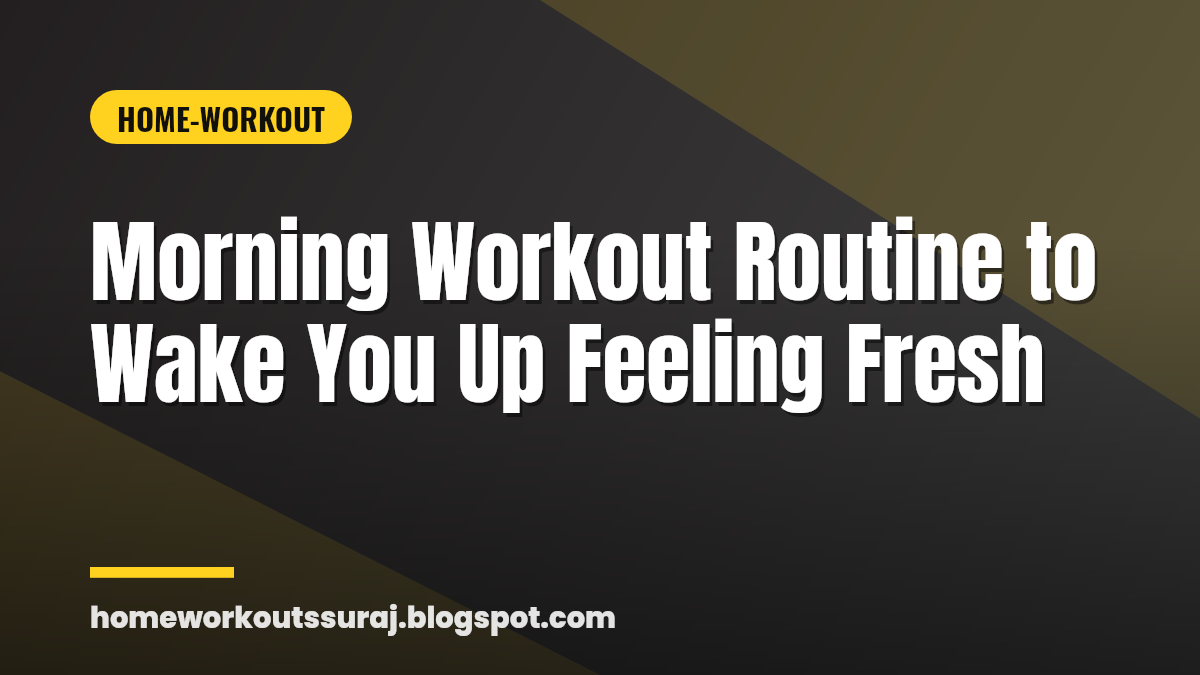 HOME-WORKOUT
Morning Workout Routine to
Wake You Up Feeling Fresh
homeworkoutssuraj.blogspot.com